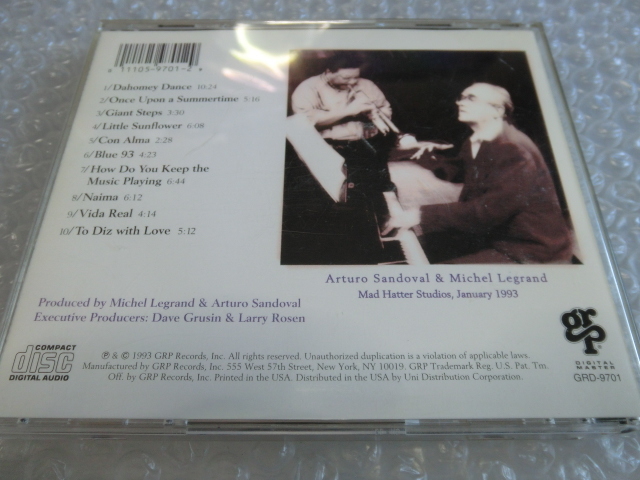 11105-9701-2
1/ Dahomey Dance 10:24
2/ Once Upon a Summertime 5:16
3/ Giant Steps 3:30
4/ Little Sunflower 6:08
5/ Con Alma 2:28
6/ Blue 93 4:23
7/ How Do You Keep the
Music Playing 6:44
8/ Naima 6:12
9/ Vida Real 4:14
10/ To Diz with Love 5:12
Arturo Sandoval & Michel Legrand
Mad Hatter Studios, January 1993
Produced by Michel Legrand & Arturo Sandoval
Executive Producers: Dave Grusin & Larry Rosen
COMPACT
disc
DIGITAL AUDIO
℗ & © 1993 GRP Records, Inc. All rights reserved. Unauthorized duplication is a violation of applicable laws.
Manufactured by GRP Records, Inc. 555 West 57th Street, New York, NY, 10019. GRP Trademark Reg. U.S. Pat. Tm.
Off. by GRP Records, Inc. Printed in the USA. Distributed in the USA by Uni Distribution Corporation.
grp
DIGITAL
MASTER
GRD-9701